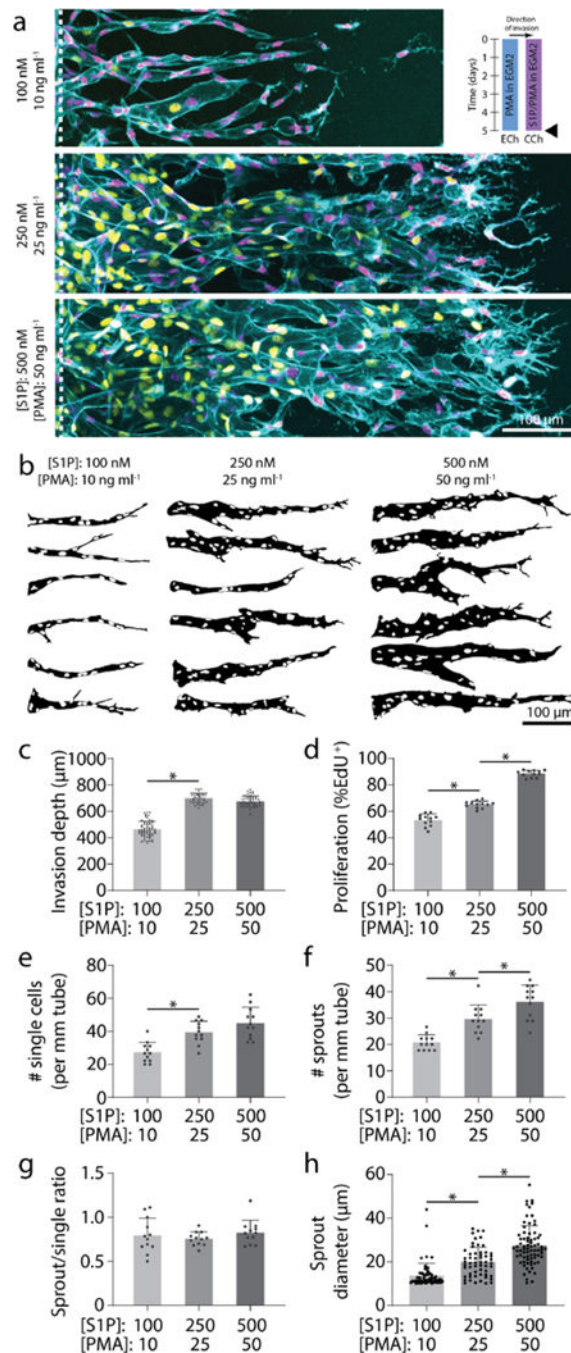 a
100 nM
10 ng ml⁻¹
Direction
of invasion
Time (days)
0
1
2
3
4
5
PMA in EGM2
S1P/PMA in EGM2
ECh CCh
250 nM
25 ng ml⁻¹
[S1P]: 500 nM
[PMA]: 50 ng ml⁻¹
100 µm
b
[S1P]: 100 nM
[PMA]: 10 ng ml⁻¹
250 nM
25 ng ml⁻¹
500 nM
50 ng ml⁻¹
100 µm
c
Invasion depth (µm)
1000
800
600
400
200
0
*
[S1P]: 100 250 500
[PMA]: 10 25 50
d
Proliferation (%EdU⁺)
100
80
60
40
20
0
* *
[S1P]: 100 250 500
[PMA]: 10 25 50
e
# single cells
(per mm tube)
80
60
40
20
0
*
[S1P]: 100 250 500
[PMA]: 10 25 50
f
# sprouts
(per mm tube)
50
40
30
20
10
0
* *
[S1P]: 100 250 500
[PMA]: 10 25 50
g
Sprout/single ratio
1.5
1.0
0.5
0
[S1P]: 100 250 500
[PMA]: 10 25 50
h
Sprout
diameter (µm)
60
40
20
0
* *
[S1P]: 100 250 500
[PMA]: 10 25 50